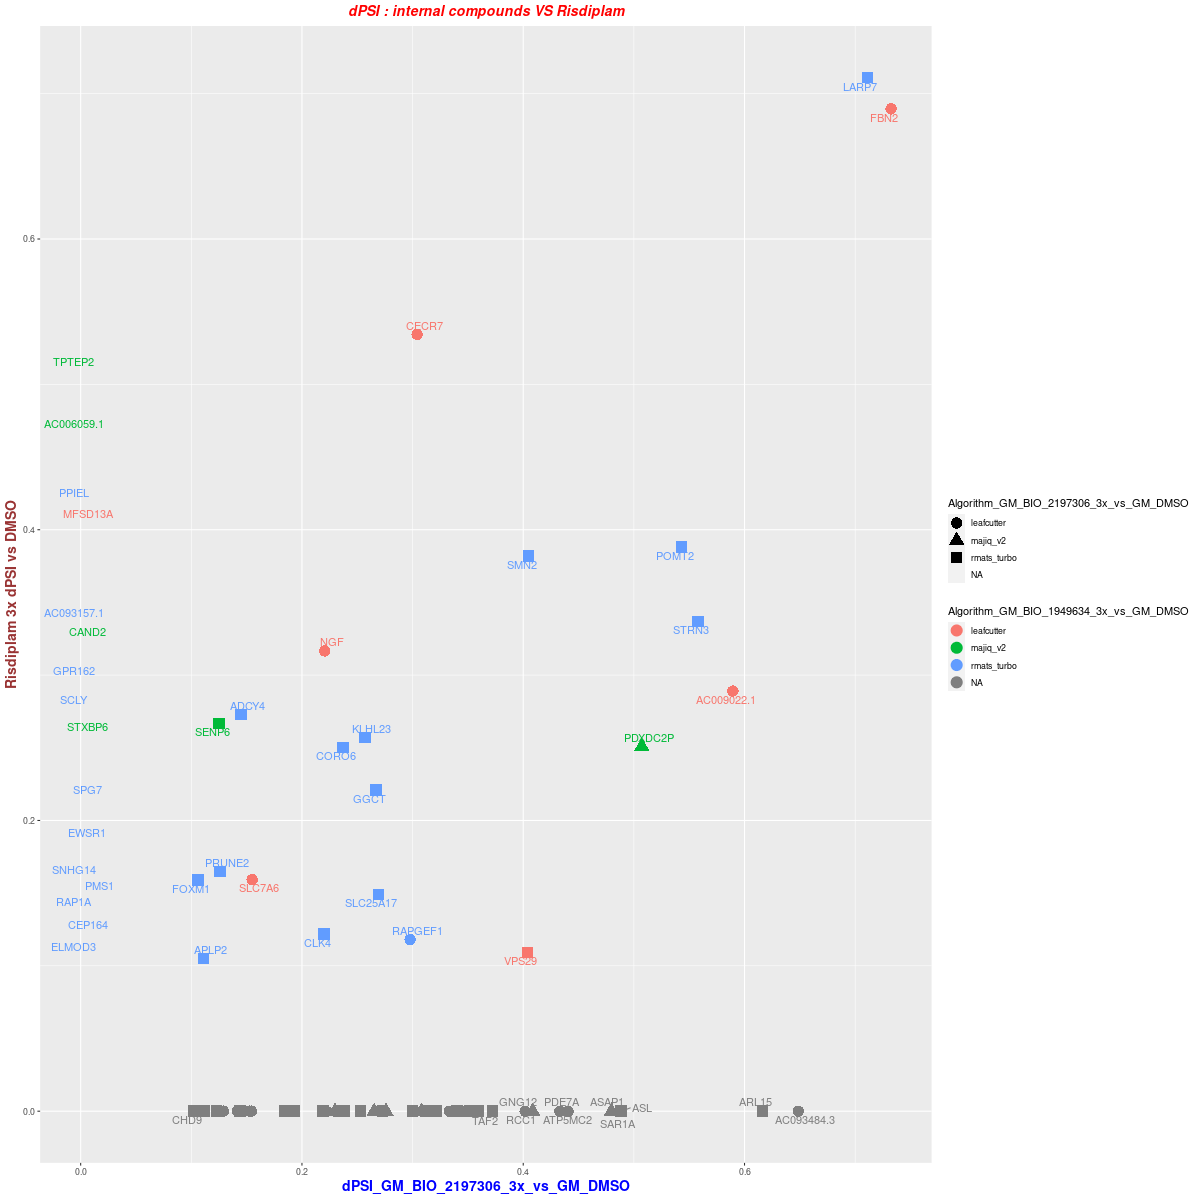 dPSI : internal compounds VS Risdiplam
LARP7
FBN2
0.6
CECR7
TPTEP2
AC006059.1
PPIEL
MFSD13A
0.4
SMN2
POMT2
AC093157.1
CAND2
STRN3
NGF
GPR162
SCLY
AC009022.1
ADCY4
STXBP6
SENP6
KLHL23
PDXDC2P
CORO6
SPG7
GGCT
0.2
EWSR1
PRUNE2
SNHG14
PMS1
FOXM1
SLC7A6
RAP1A
SLC25A17
CEP164
RAPGEF1
ELMOD3
APLP2
CLK4
VPS29
0.0
GNG12
PDE7A
ASAP1
ASL
ARL15
CHD9
TAF2
RCC1
ATP5MC2
SAR1A
AC093484.3
0.0
0.2
0.4
0.6
dPSI_GM_BIO_2197306_3x_vs_GM_DMSO
Risdiplam 3x dPSI vs DMSO
Algorithm_GM_BIO_2197306_3x_vs_GM_DMSO
leafcutter
majiq_v2
rmats_turbo
NA
Algorithm_GM_BIO_1949634_3x_vs_GM_DMSO
leafcutter
majiq_v2
rmats_turbo
NA